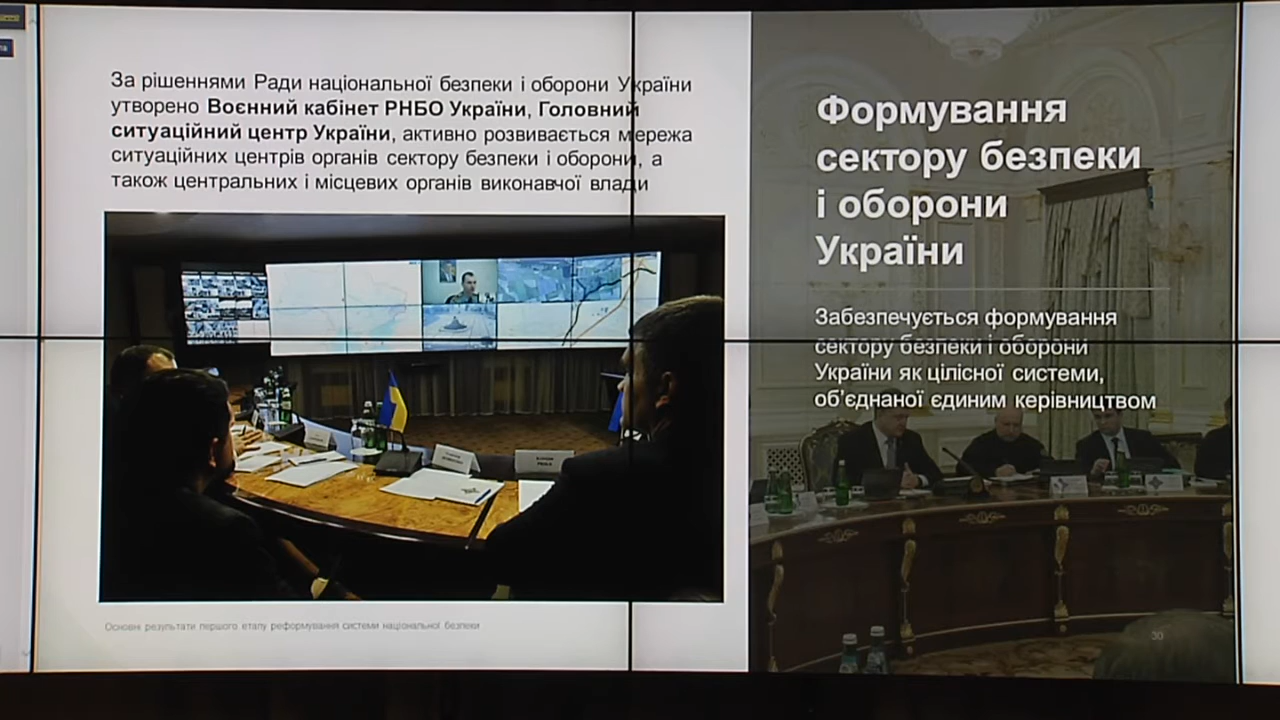 За рішеннями Ради національної безпеки і оборони України
утворено Воєнний кабінет РНБО України, Головний
ситуаційний центр України, активно розвивається мережа
ситуаційних центрів органів сектору безпеки і оборони, а
також центральних і місцевих органів виконавчої влади
Основні результати першого етапу реформування системи національної безпеки
Формування
сектору безпеки
і оборони
України
Забезпечується формування
сектору безпеки і оборони
України як цілісної системи,
об’єднаної єдиним керівництвом
30